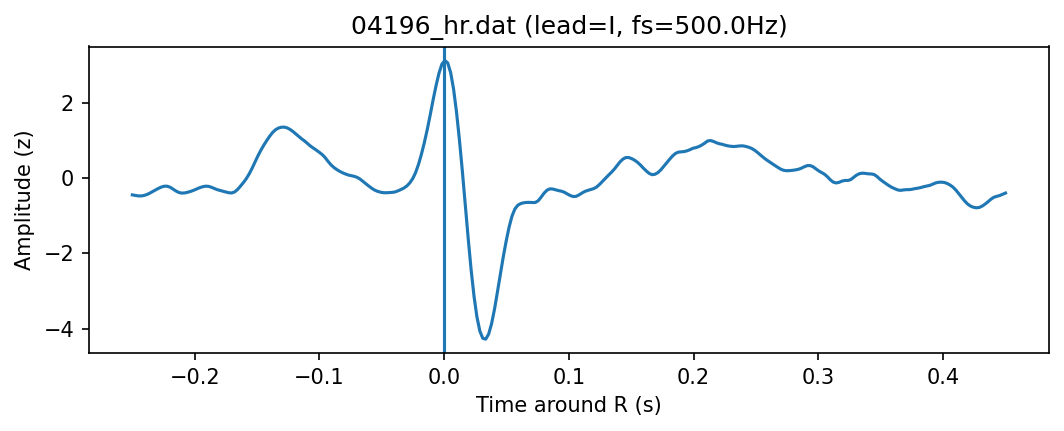 04196_hr.dat (lead=I, fs=500.0Hz)
Amplitude (z)
2
0
−2
−4
−0.2 −0.1 0.0 0.1 0.2 0.3 0.4
Time around R (s)